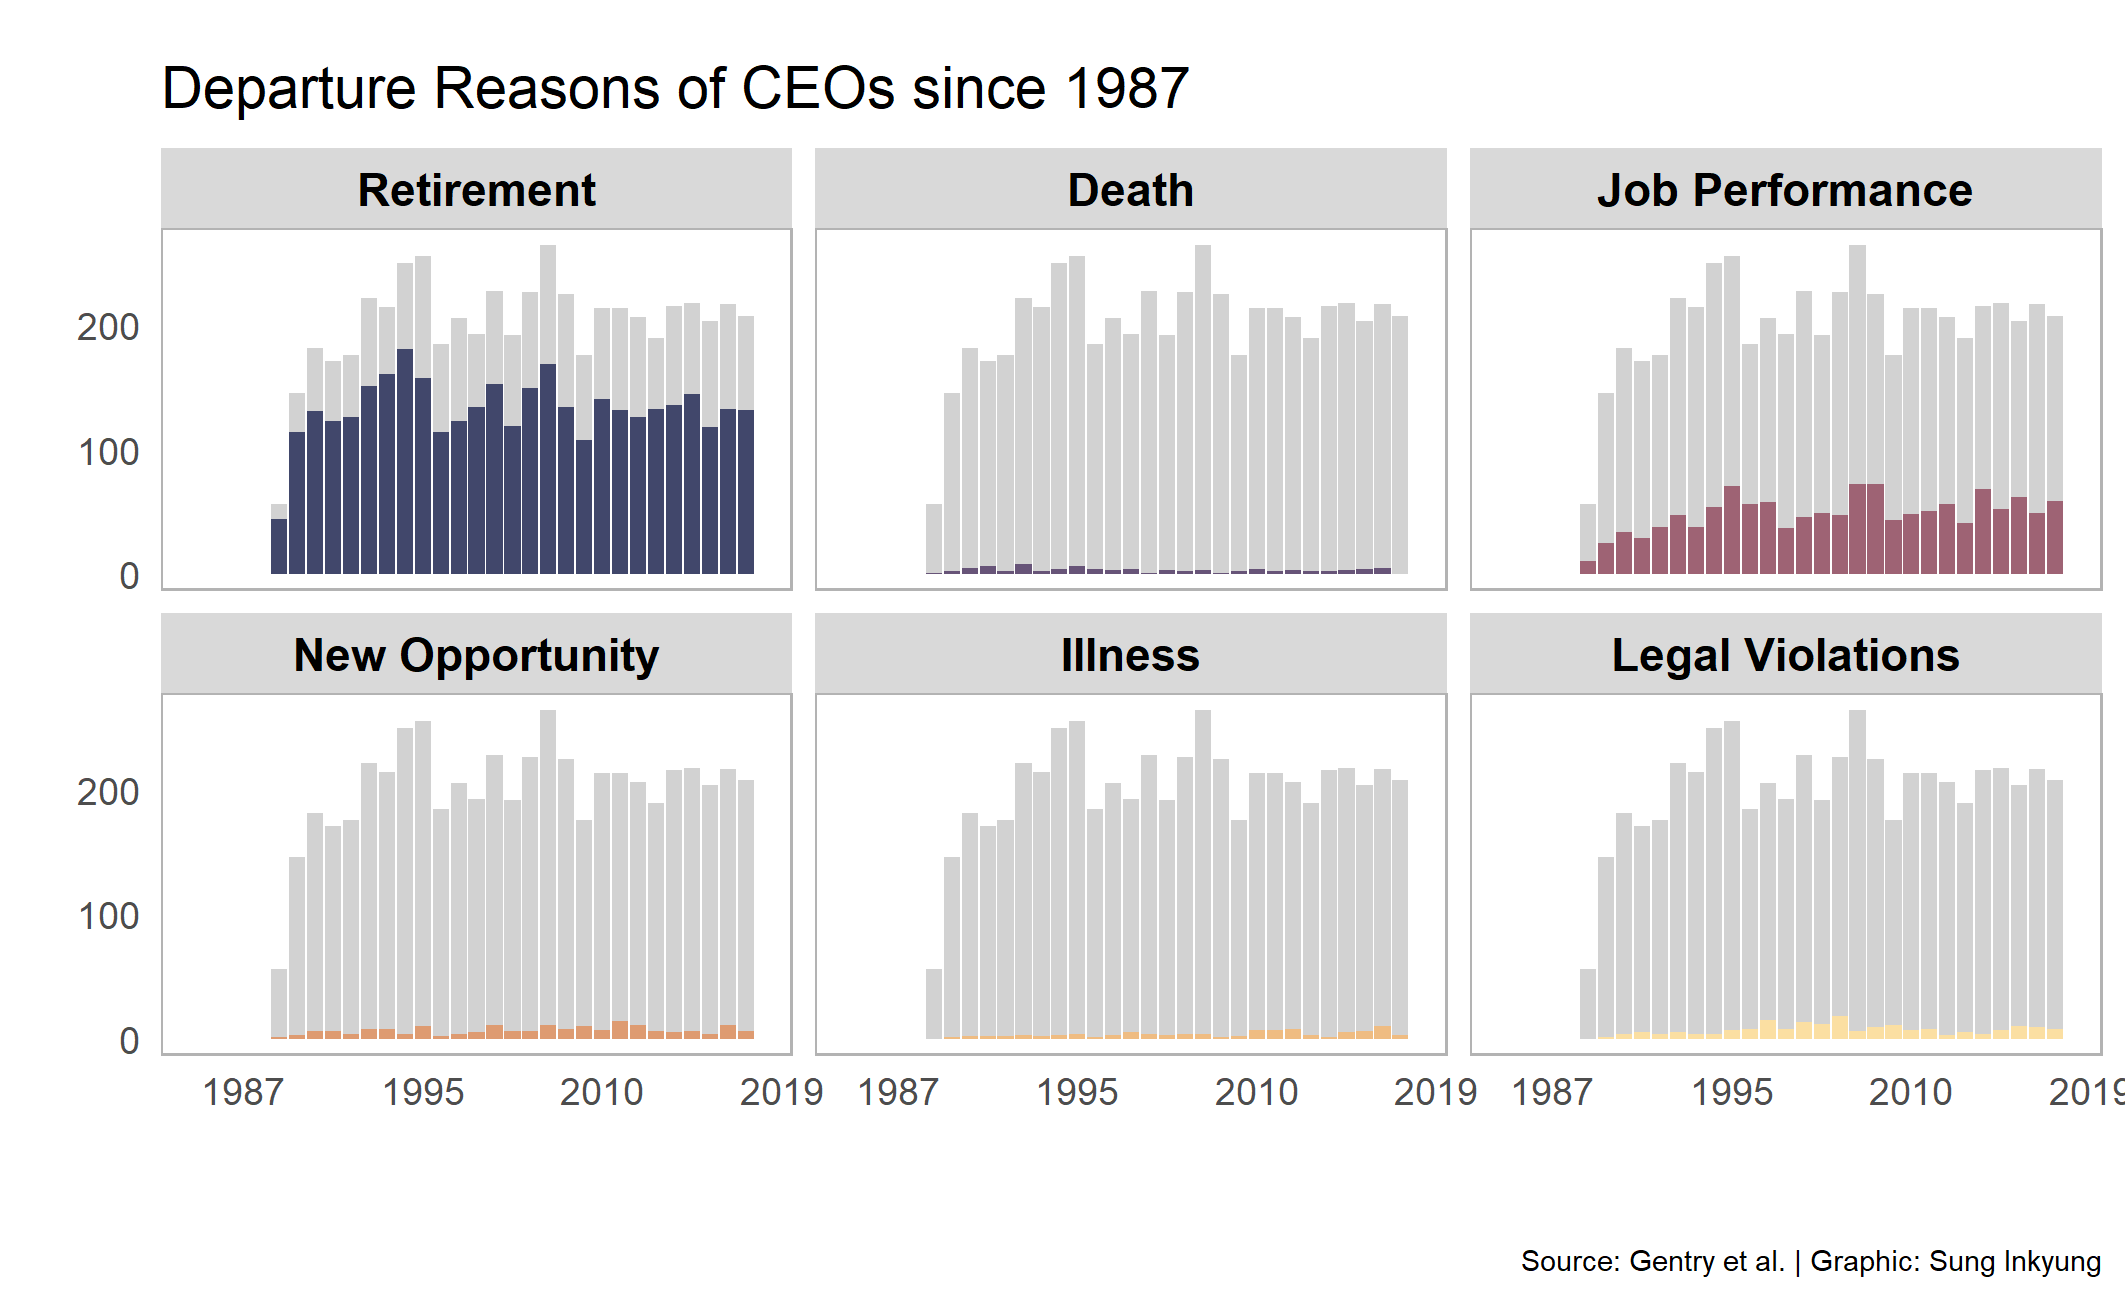 Departure Reasons of CEOs since 1987
Retirement
Death
Job Performance
200
100
0
New Opportunity
Illness
Legal Violations
200
100
0
1987 1995 2010 2019 1987 1995 2010 2019 1987 1995 2010 2019
Source: Gentry et al. | Graphic: Sung Inkyung